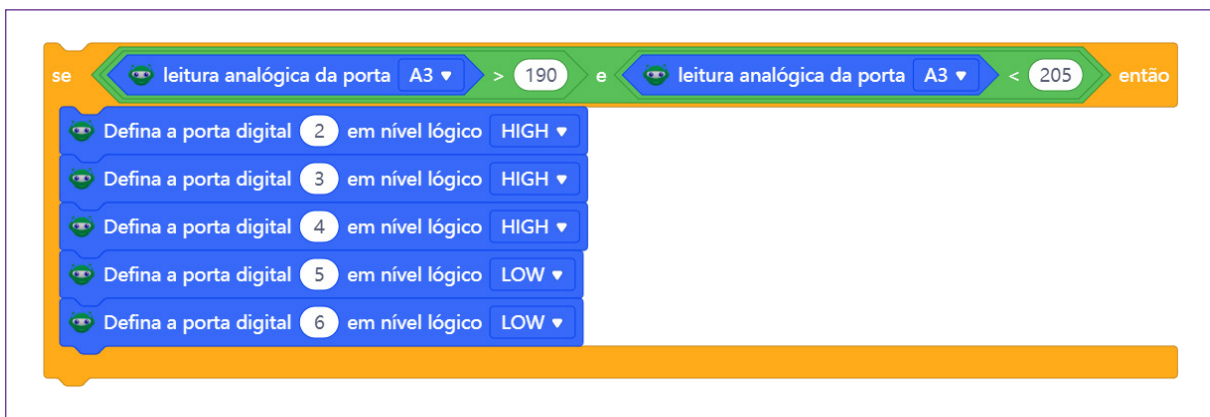 se leitura analógica da porta A3 > 190 e leitura analógica da porta A3 < 205 então
Defina a porta digital 2 em nível lógico HIGH
Defina a porta digital 3 em nível lógico HIGH
Defina a porta digital 4 em nível lógico HIGH
Defina a porta digital 5 em nível lógico LOW
Defina a porta digital 6 em nível lógico LOW